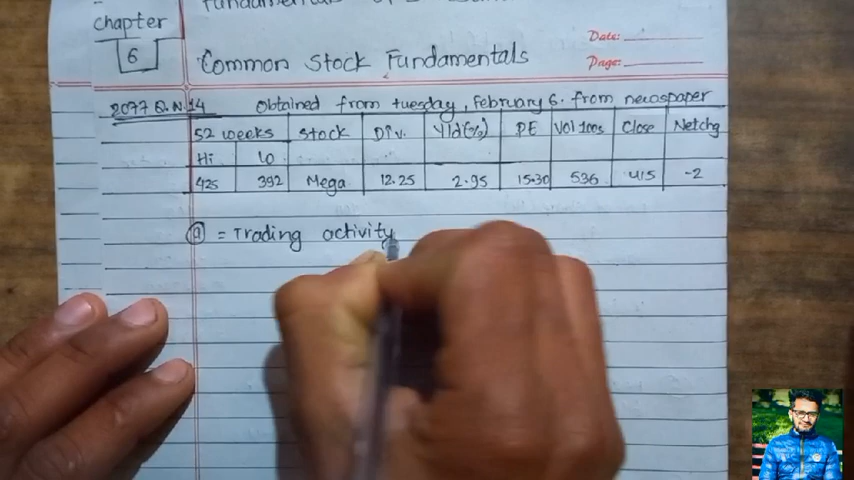 chapter
6
Common Stock Fundamentals
Date:
Page:
2077 Q.N.14 Obtained from tuesday, February 6. from newspaper
52 weeks Stock Div. Yld(%) PE Vol 100s Close Netchg
Hi Lo
425 392 Mega 12.25 2.95 15.30 536 415 -2
(a) = Trading activity